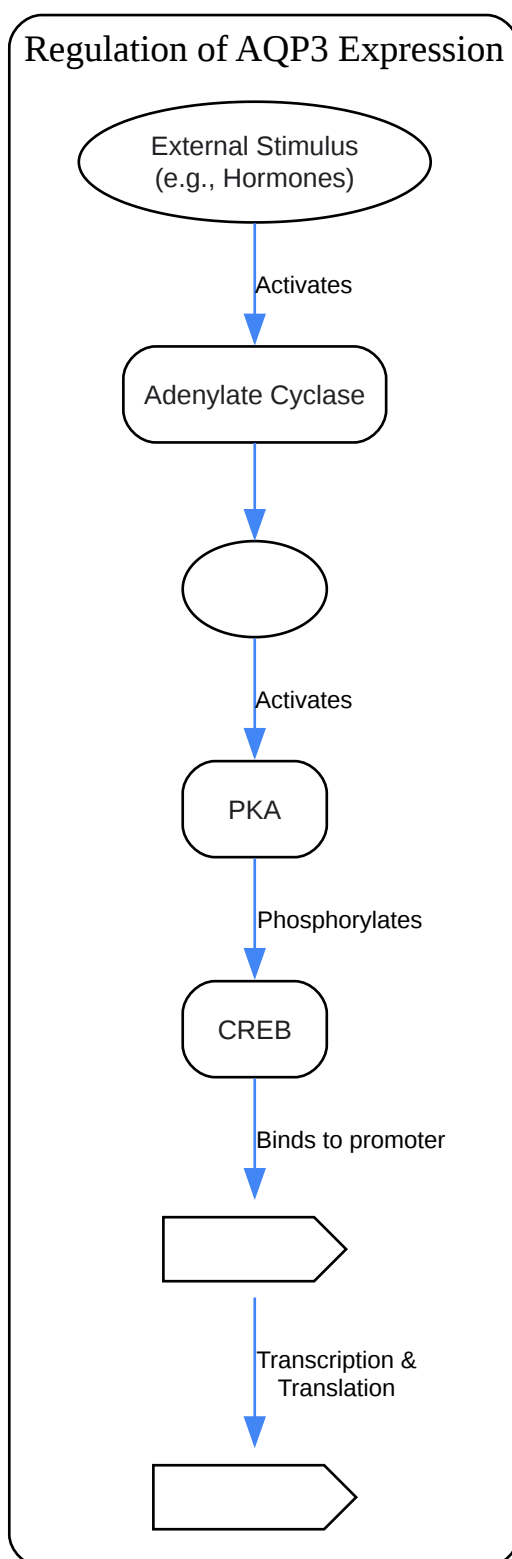 Regulation of AQP3 Expression
External Stimulus
(e.g., Hormones)
Activates
Adenylate Cyclase
Activates
PKA
Phosphorylates
CREB
Binds to promoter
Transcription &
Translation